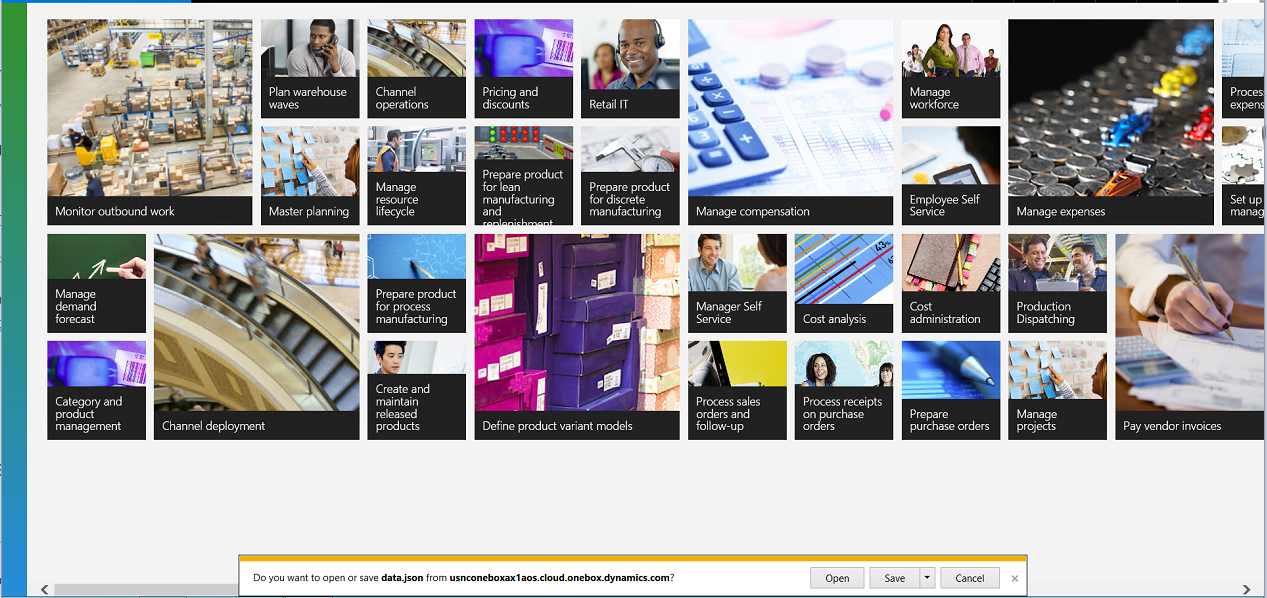 Monitor outbound work
Plan warehouse
waves
Channel
operations
Pricing and
discounts
Retail IT
Master planning
Manage
resource
lifecycle
Prepare product
for lean
manufacturing
and
replenishment
Prepare product
for discrete
manufacturing
Manage compensation
Manage
workforce
Employee Self
Service
Manage expenses
Proces
expens
Set up
manag
Manage
demand
forecast
Category and
product
management
Channel deployment
Prepare product
for process
manufacturing
Create and
maintain
released
products
Define product variant models
Manager Self
Service
Cost analysis
43%
Cost
administration
Production
Dispatching
Process sales
orders and
follow-up
Process receipts
on purchase
orders
Prepare
purchase orders
Manage
projects
Pay vendor invoices
Do you want to open or save data.json from usnconeboxax1aos.cloud.onebox.dynamics.com?
Open
Save
Cancel